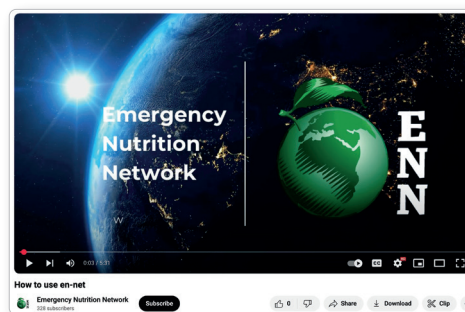 Emergency
Nutrition
Network
W
E
N
N
0:03 / 5:31
CC
How to use en-net
Emergency Nutrition Network
328 subscribers
Subscribe
0
Share
Download
Clip